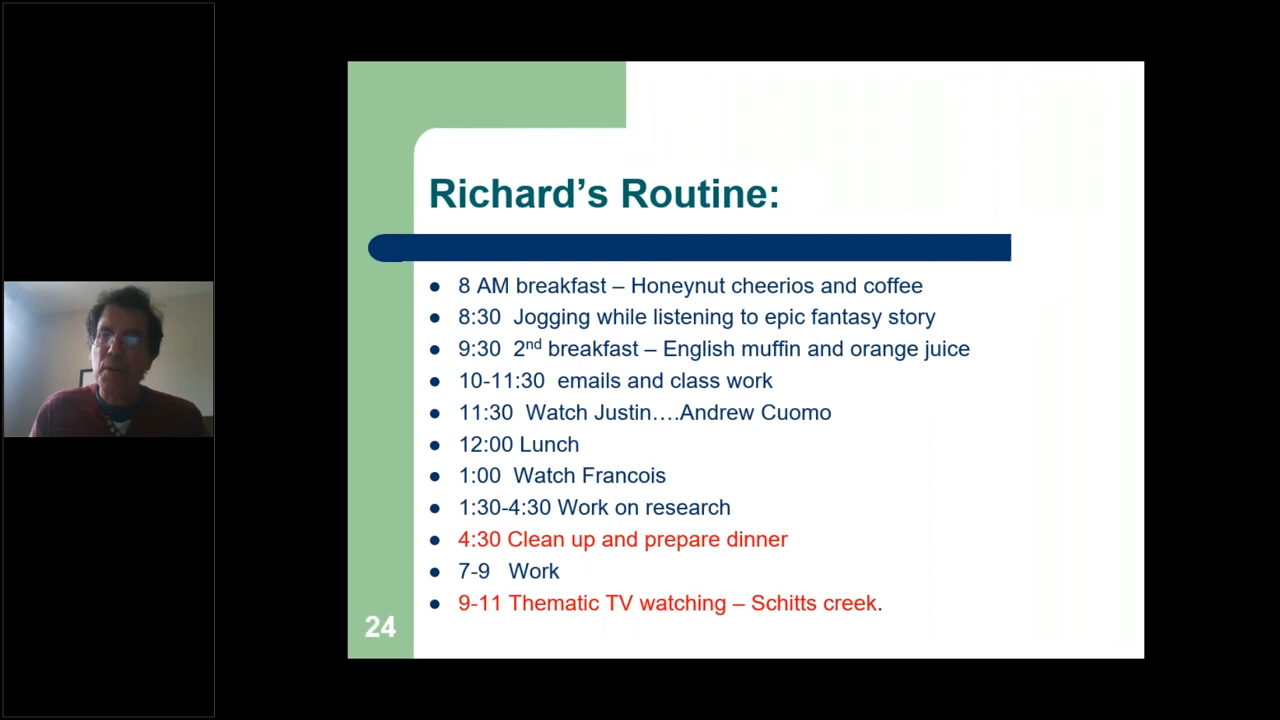 Richard’s Routine:
8 AM breakfast – Honeynut cheerios and coffee
8:30  Jogging while listening to epic fantasy story
9:30  2nd breakfast – English muffin and orange juice
10-11:30  emails and class work
11:30  Watch Justin….Andrew Cuomo
12:00 Lunch
1:00  Watch Francois
1:30-4:30 Work on research
4:30 Clean up and prepare dinner
7-9   Work
9-11 Thematic TV watching – Schitts creek.
24